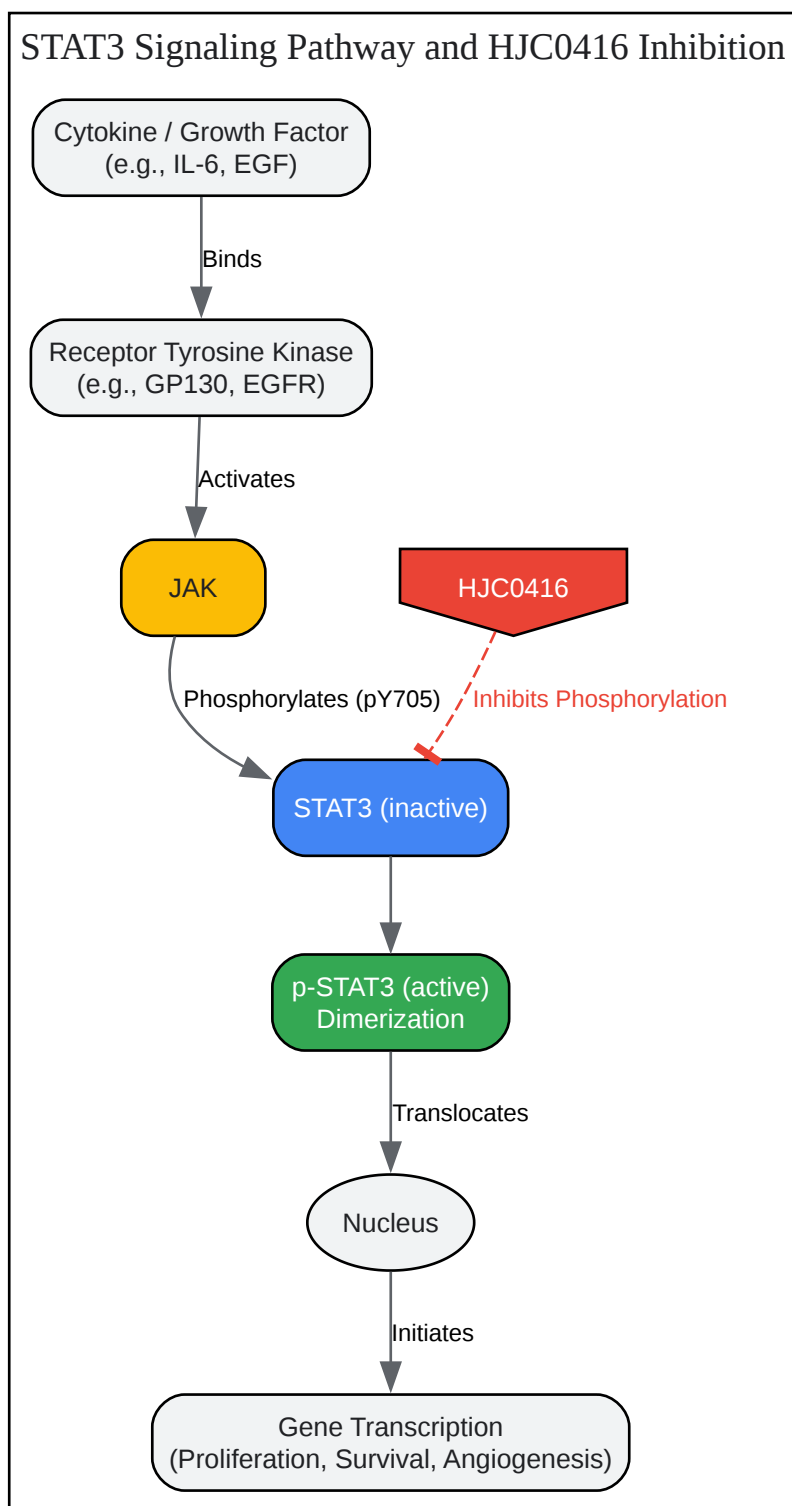 STAT3 Signaling Pathway and HJC0416 Inhibition
Cytokine / Growth Factor
(e.g., IL-6, EGF)
Binds
Receptor Tyrosine Kinase
(e.g., GP130, EGFR)
Activates
JAK
HJC0416
Phosphorylates (pY705)
Inhibits Phosphorylation
STAT3 (inactive)
p-STAT3 (active)
Dimerization
Translocates
Nucleus
Initiates
Gene Transcription
(Proliferation, Survival, Angiogenesis)